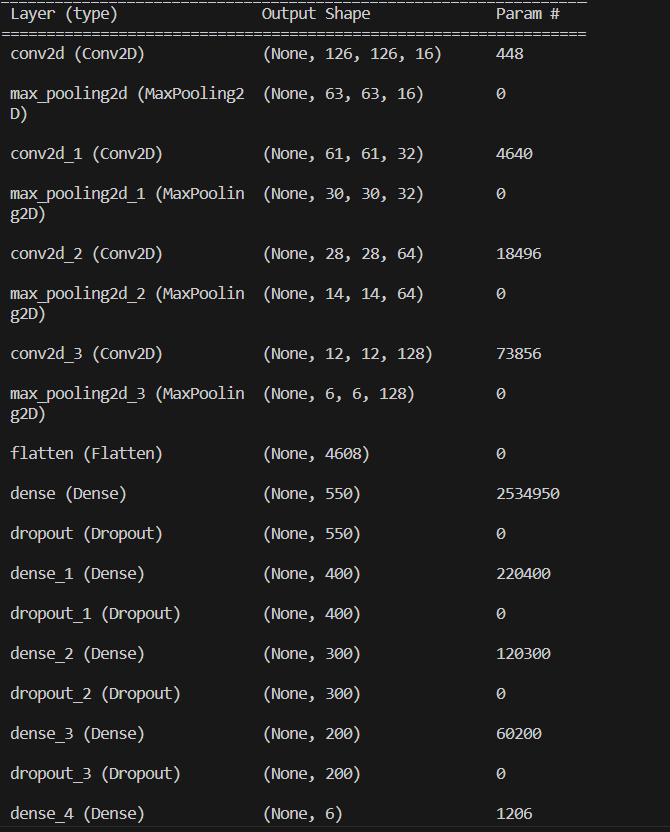 Layer (type) Output Shape Param #
=================================================================
conv2d (Conv2D) (None, 126, 126, 16) 448
max_pooling2d (MaxPooling2 (None, 63, 63, 16) 0
D)
conv2d_1 (Conv2D) (None, 61, 61, 32) 4640
max_pooling2d_1 (MaxPoolin (None, 30, 30, 32) 0
g2D)
conv2d_2 (Conv2D) (None, 28, 28, 64) 18496
max_pooling2d_2 (MaxPoolin (None, 14, 14, 64) 0
g2D)
conv2d_3 (Conv2D) (None, 12, 12, 128) 73856
max_pooling2d_3 (MaxPoolin (None, 6, 6, 128) 0
g2D)
flatten (Flatten) (None, 4608) 0
dense (Dense) (None, 550) 2534950
dropout (Dropout) (None, 550) 0
dense_1 (Dense) (None, 400) 220400
dropout_1 (Dropout) (None, 400) 0
dense_2 (Dense) (None, 300) 120300
dropout_2 (Dropout) (None, 300) 0
dense_3 (Dense) (None, 200) 60200
dropout_3 (Dropout) (None, 200) 0
dense_4 (Dense) (None, 6) 1206